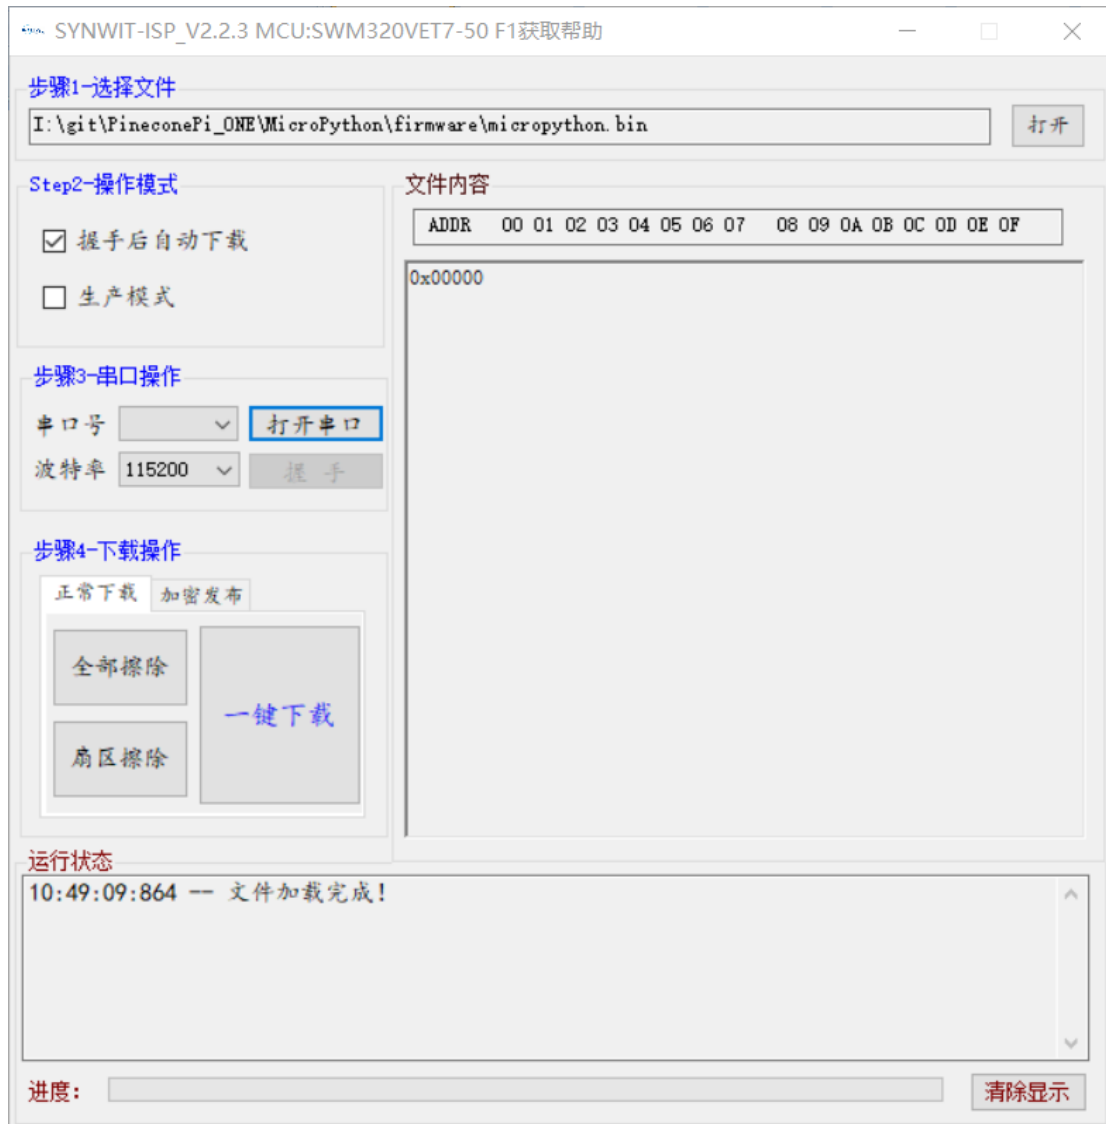 SYNWIT-ISP_V2.2.3 MCU:SWM320VET7-50 F1获取帮助
步骤1-选择文件
I:\git\PineconePi_ONE\MicroPython\firmware\micropython.bin
打开
Step2-操作模式
握手后自动下载
生产模式
步骤3-串口操作
串口号
打开串口
波特率 115200
握 手
步骤4-下载操作
正常下载 加密发布
全部擦除
一键下载
扇区擦除
文件内容
ADDR 00 01 02 03 04 05 06 07 08 09 0A 0B 0C 0D 0E 0F
0x00000
运行状态
10:49:09:864 -- 文件加载完成!
进度:
清除显示